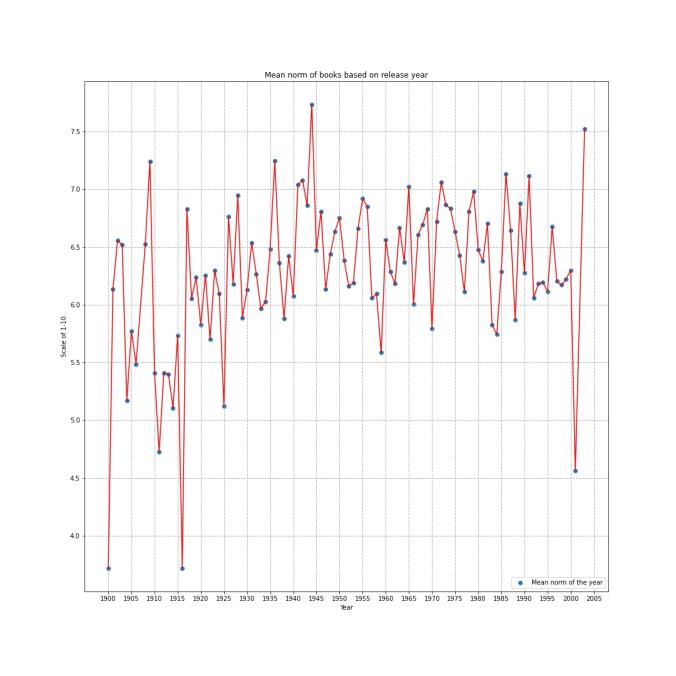 Mean norm of books based on release year
Scale of 1-10
7.5
7.0
6.5
6.0
5.5
5.0
4.5
4.0
1900 1905 1910 1915 1920 1925 1930 1935 1940 1945 1950 1955 1960 1965 1970 1975 1980 1985 1990 1995 2000 2005
Year
Mean norm of the year